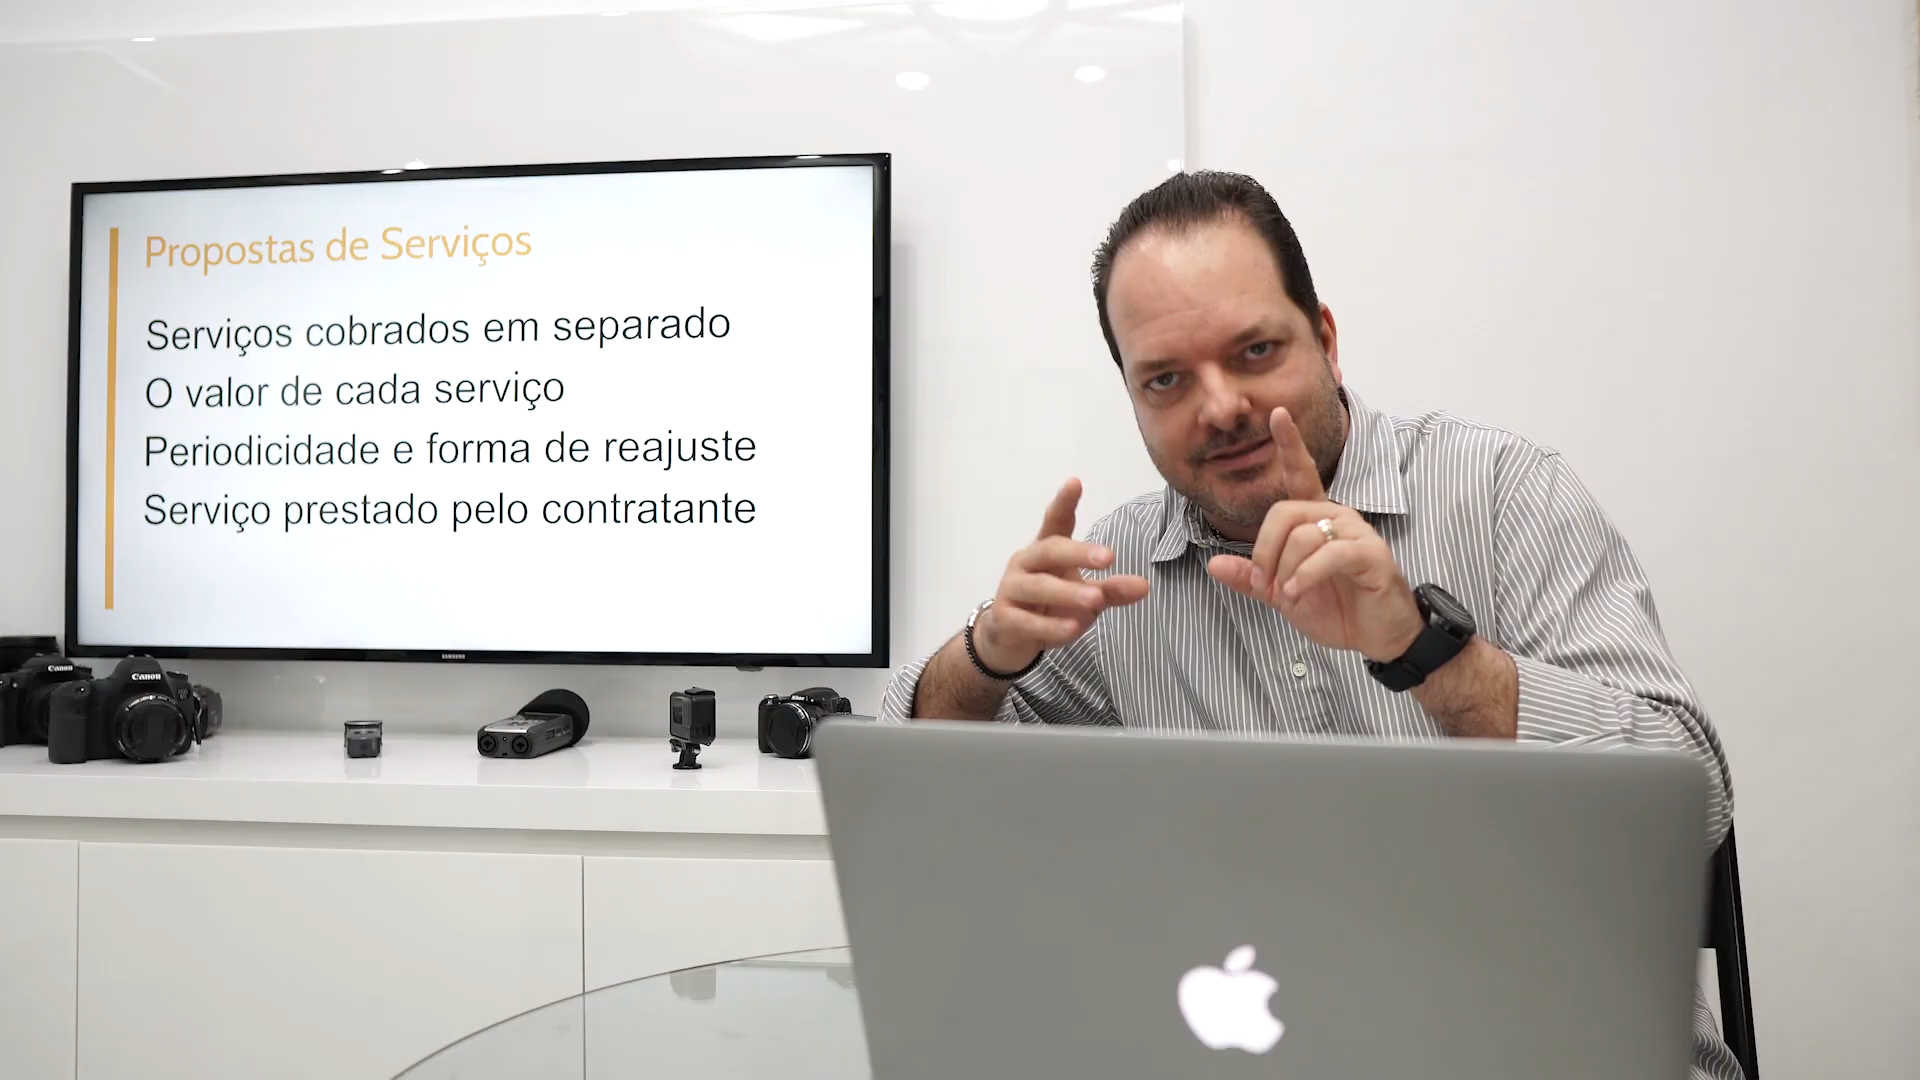 Propostas de Serviços
Serviços cobrados em separado
O valor de cada serviço
Periodicidade e forma de reajuste
Serviço prestado pelo contratante
SAMSUNG
Canon
Canon
Nikon